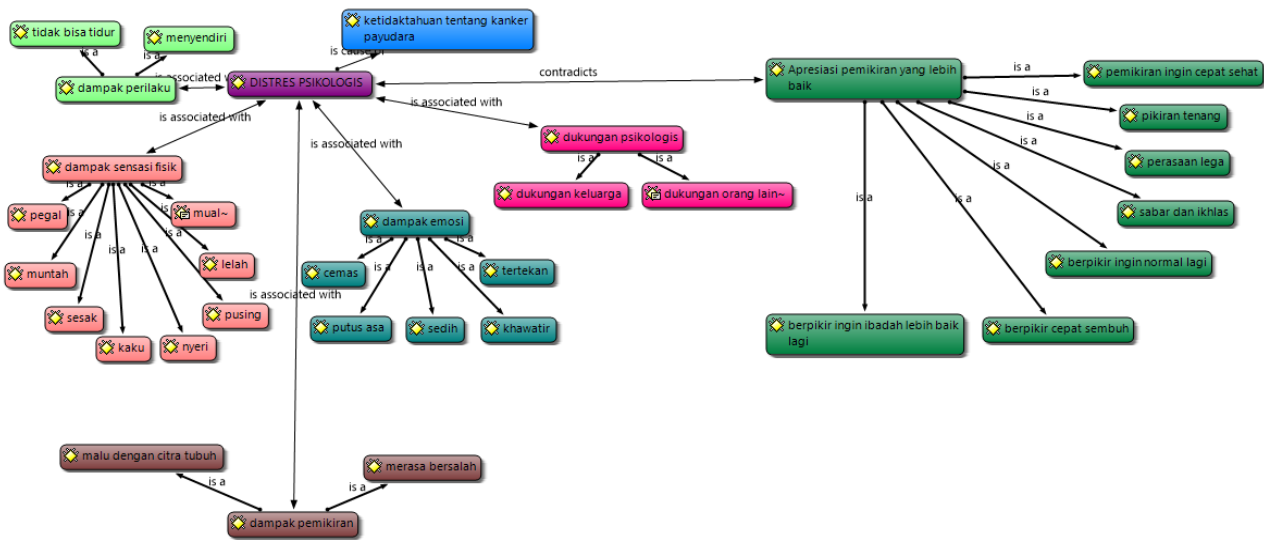 tidak bisa tidur
menyendiri
ketidaktahuan tentang kanker
payudara
is a
is a
is cause of
dampak perilaku
is associated
DISTRES PSIKOLOGIS
contradicts
Apresiasi pemikiran yang lebih
baik
is a
pemikiran ingin cepat sehat
is a
pikiran tenang
is a
perasaan lega
is a
sabar dan ikhlas
is a
berpikir ingin normal lagi
is a
berpikir cepat sembuh
is a
berpikir ingin ibadah lebih baik
lagi
is associated with
dukungan psikologis
is a
is a
dukungan keluarga
dukungan orang lain~
is associated with
dampak sensasi fisik
is a
is a
pegal
is a
mual~
is a
is a
is a
is a
is a
muntah
lelah
sesak
pusing
kaku
nyeri
is associated with
dampak emosi
is a
is a
cemas
is a
is a
is a
tertekan
putus asa
sedih
khawatir
is associated with
malu dengan citra tubuh
merasa bersalah
is a
is a
dampak pemikiran